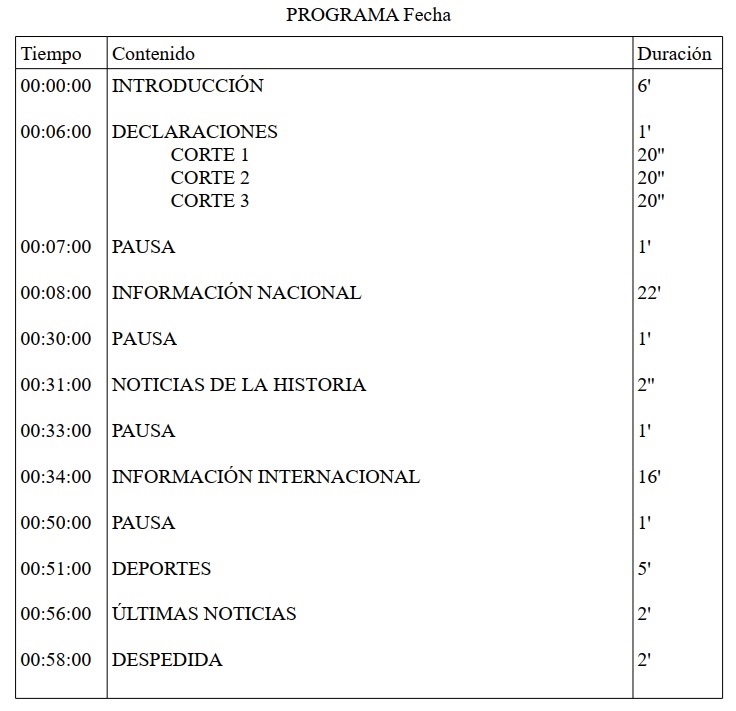 PROGRAMA Fecha
Tiempo Contenido Duración
00:00:00 INTRODUCCIÓN 6'
00:06:00 DECLARACIONES 1'
CORTE 1 20"
CORTE 2 20"
CORTE 3 20"
00:07:00 PAUSA 1'
00:08:00 INFORMACIÓN NACIONAL 22'
00:30:00 PAUSA 1'
00:31:00 NOTICIAS DE LA HISTORIA 2"
00:33:00 PAUSA 1'
00:34:00 INFORMACIÓN INTERNACIONAL 16'
00:50:00 PAUSA 1'
00:51:00 DEPORTES 5'
00:56:00 ÚLTIMAS NOTICIAS 2'
00:58:00 DESPEDIDA 2'